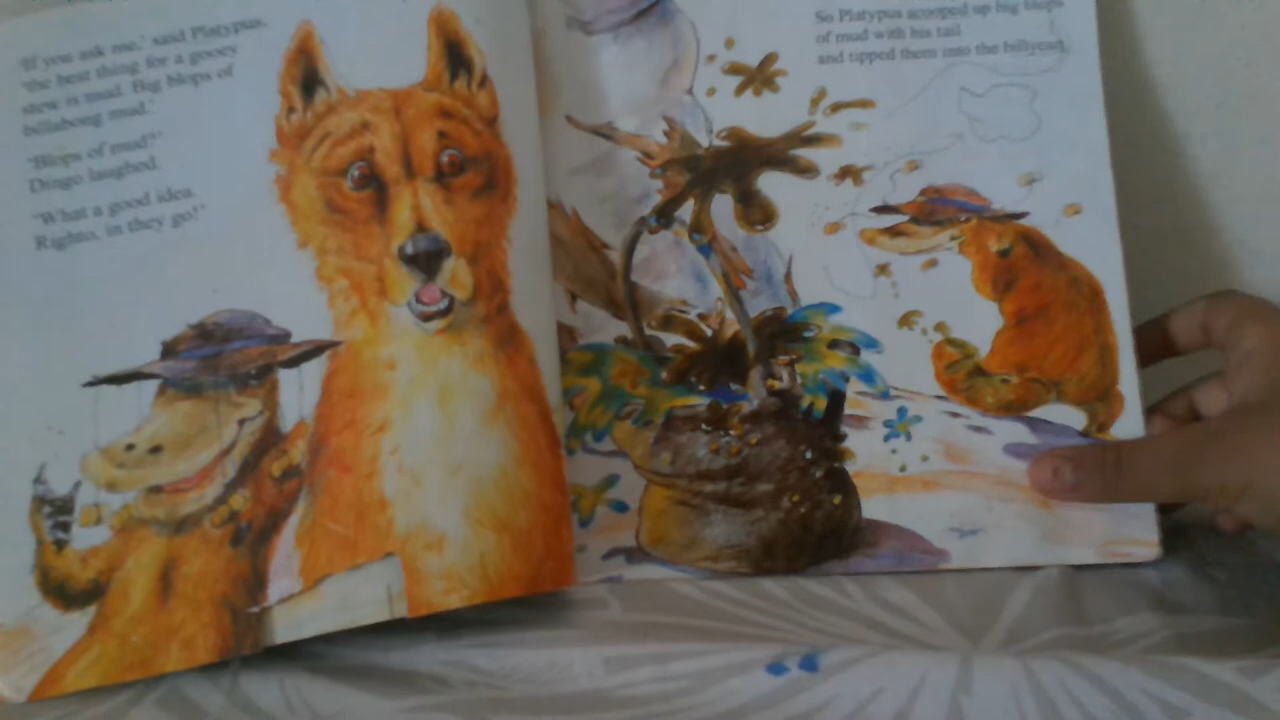 'If you ask me,' said Platypus,
'the best thing for a gooey
stew is mud. Big blops of
billabong mud.'
'Blops of mud?'
Dingo laughed.
'What a good idea.
Righto, in they go!'
So Platypus scooped up big blops
of mud with his tail
and tipped them into the billycan.